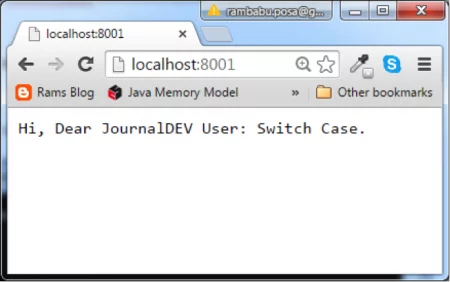 rambabu.posa@g...
localhost:8001
localhost:8001
Rams Blog Java Memory Model » Other bookmarks
Hi, Dear JournalDEV User: Switch Case.